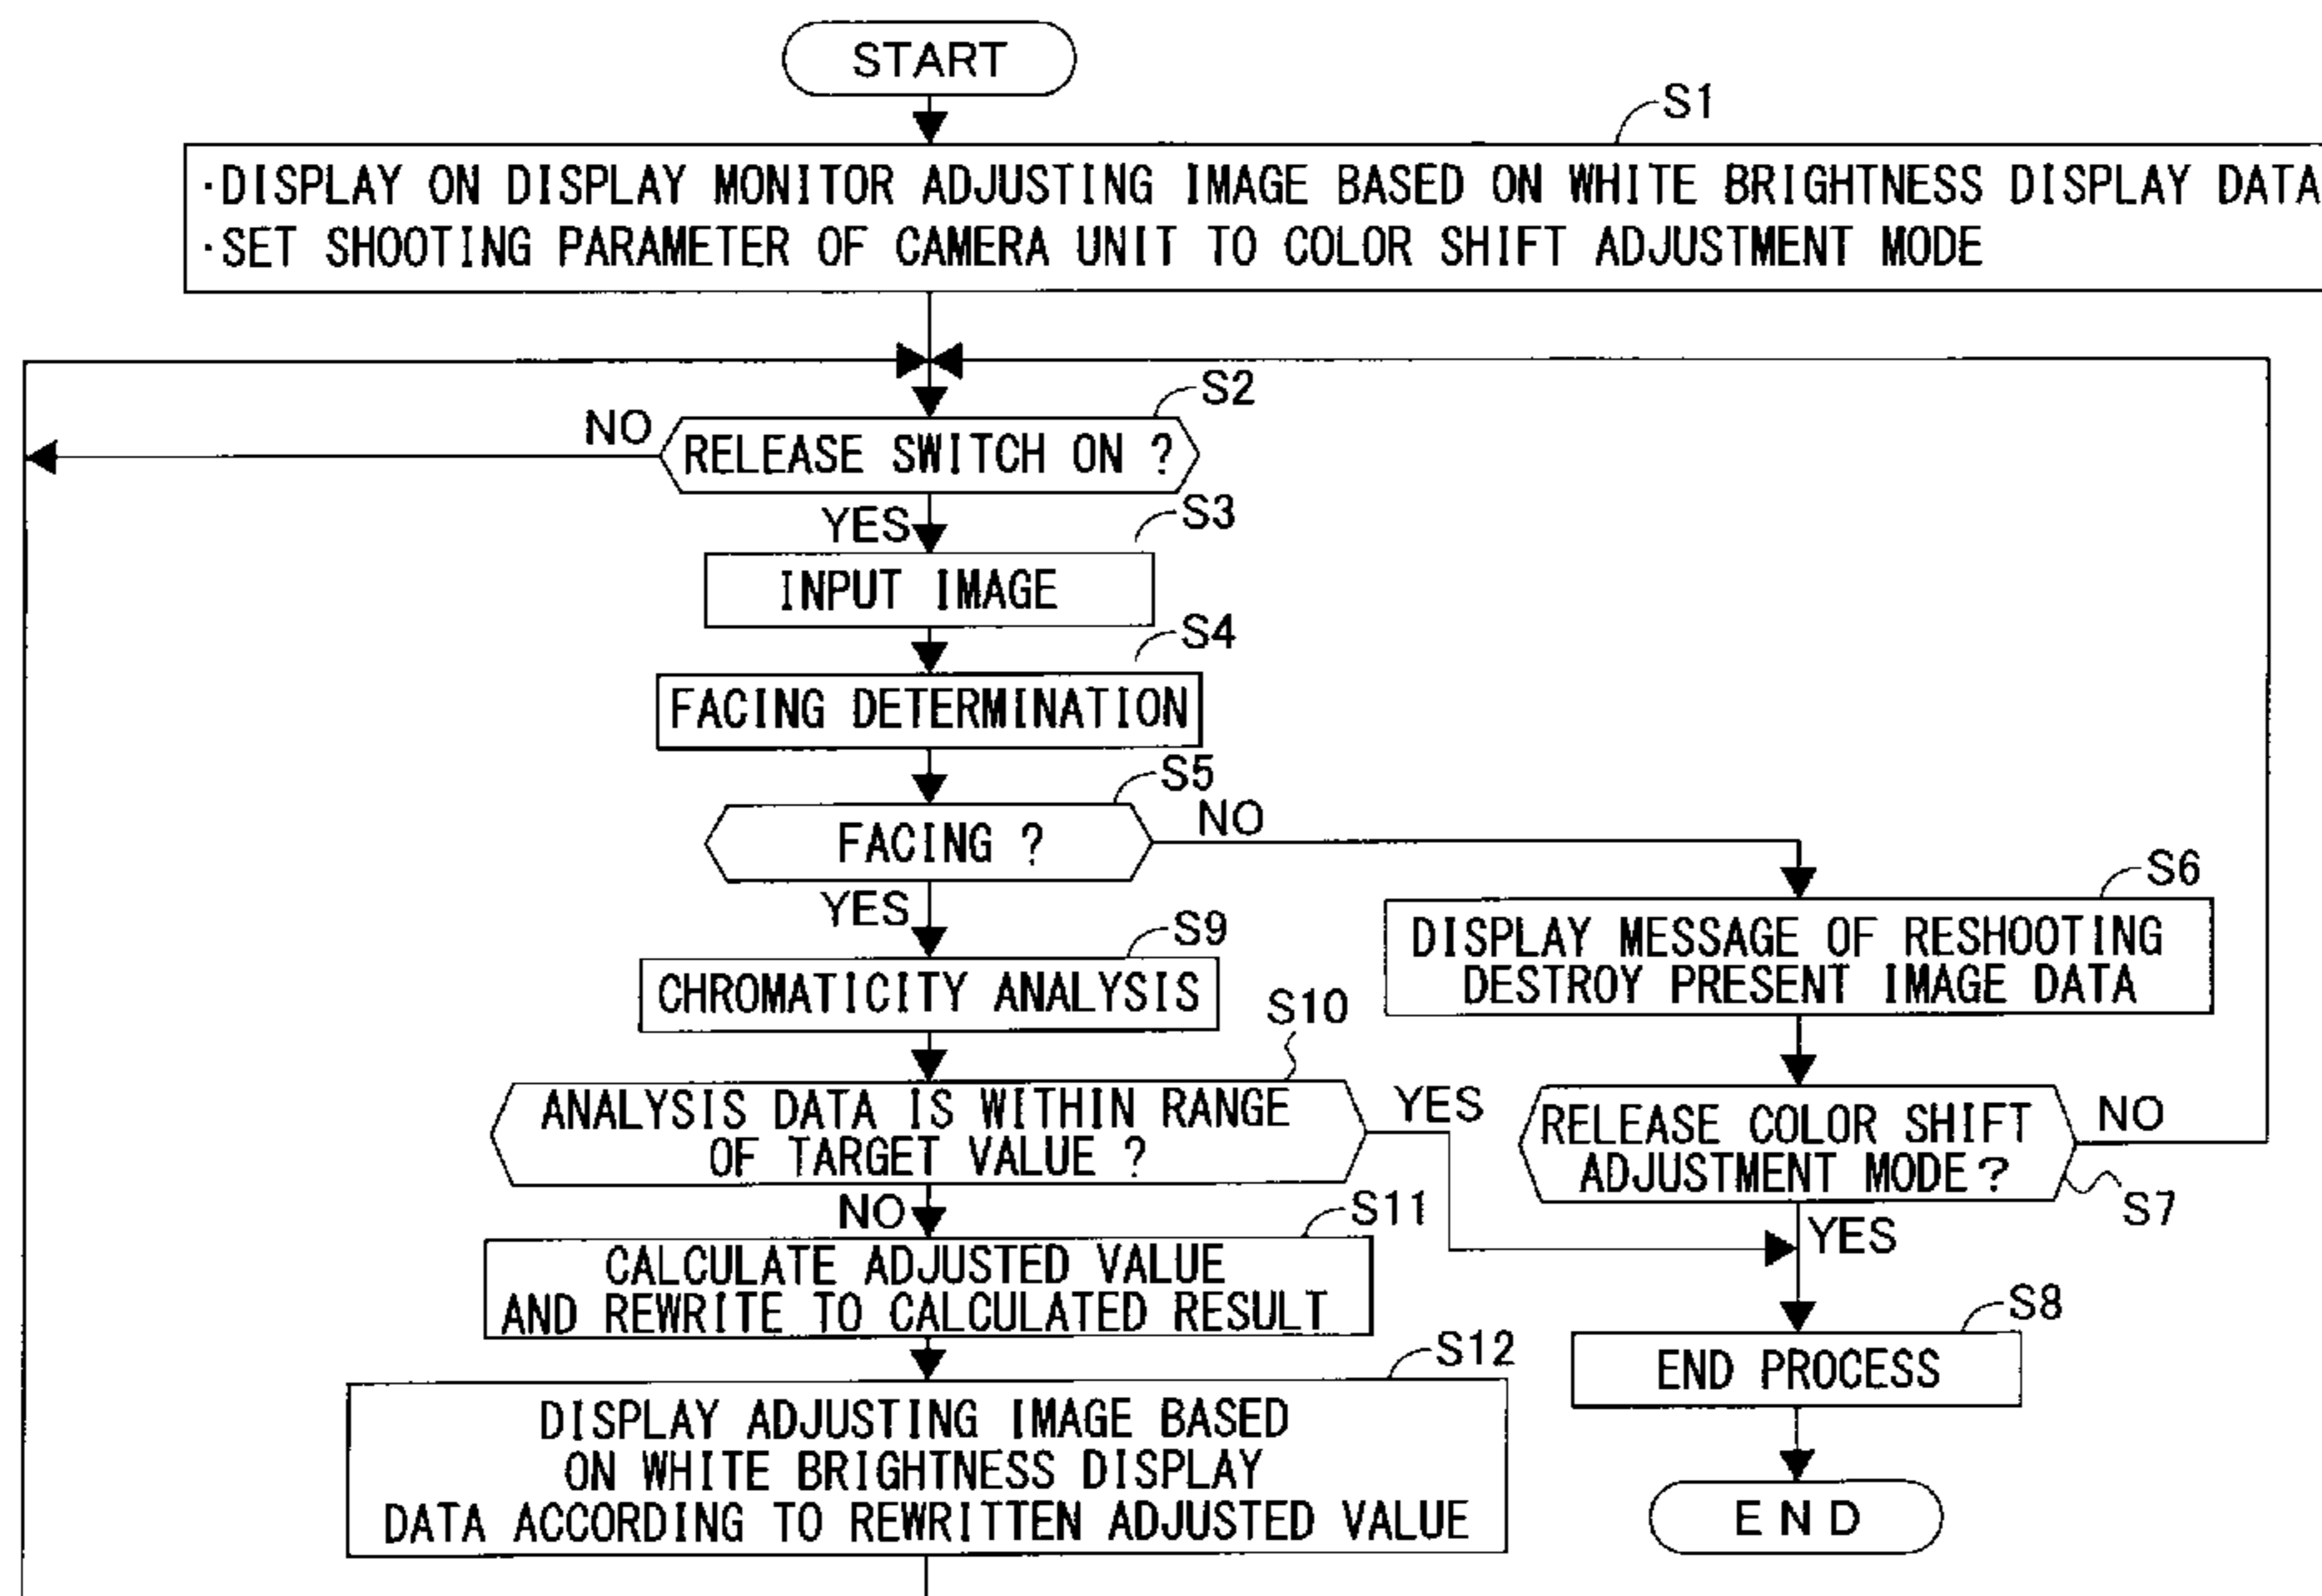 START
S1
·DISPLAY ON DISPLAY MONITOR ADJUSTING IMAGE BASED ON WHITE BRIGHTNESS DISPLAY DATA
·SET SHOOTING PARAMETER OF CAMERA UNIT TO COLOR SHIFT ADJUSTMENT MODE
S2
NO
RELEASE SWITCH ON ?
YES
S3
INPUT IMAGE
S4
FACING DETERMINATION
S5
FACING ?
NO
YES
S6
DISPLAY MESSAGE OF RESHOOTING
DESTROY PRESENT IMAGE DATA
S9
CHROMATICITY ANALYSIS
S10
ANALYSIS DATA IS WITHIN RANGE
OF TARGET VALUE ?
YES
RELEASE COLOR SHIFT
ADJUSTMENT MODE?
NO
S7
YES
NO
S11
CALCULATE ADJUSTED VALUE
AND REWRITE TO CALCULATED RESULT
S8
END PROCESS
S12
DISPLAY ADJUSTING IMAGE BASED
ON WHITE BRIGHTNESS DISPLAY
DATA ACCORDING TO REWRITTEN ADJUSTED VALUE
END